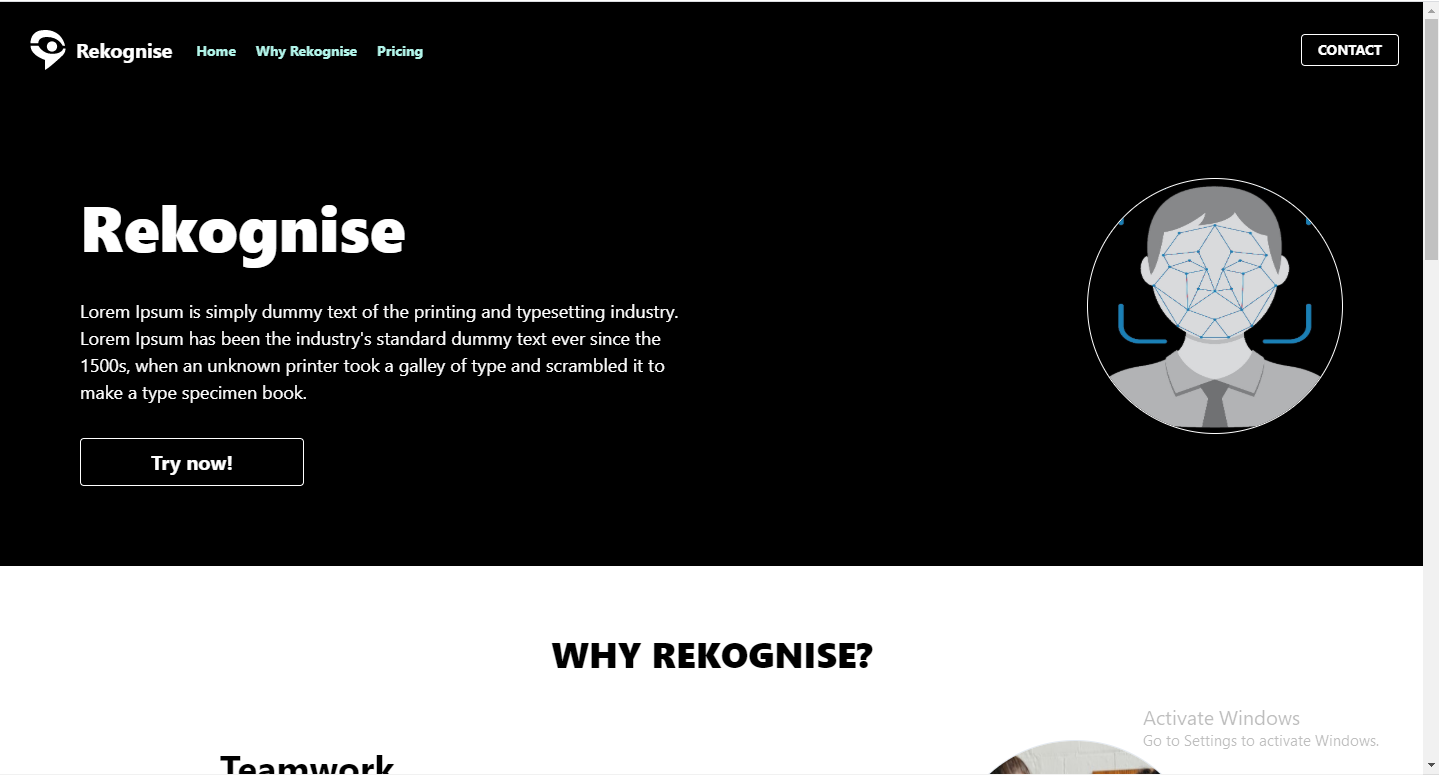 Rekognise Home Why Rekognise Pricing CONTACT
Rekognise
Lorem Ipsum is simply dummy text of the printing and typesetting industry.
Lorem Ipsum has been the industry's standard dummy text ever since the
1500s, when an unknown printer took a galley of type and scrambled it to
make a type specimen book.
Try now!
WHY REKOGNISE?
Activate Windows
Go to Settings to activate Windows.
Teamwork